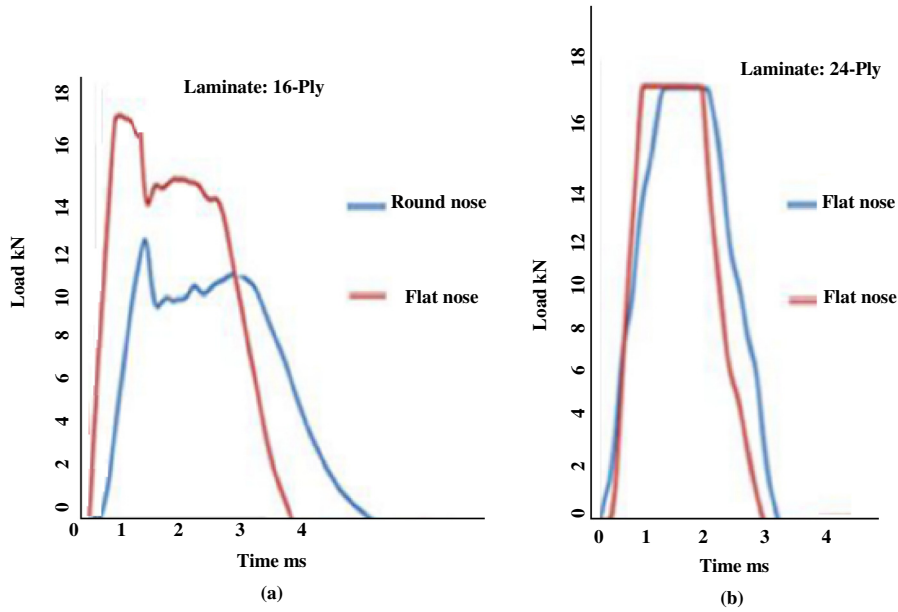 Laminate: 16-Ply
18
16
14
12
10
8
6
4
2
0
Load kN
Round nose
Flat nose
0 1 2 3 4 5
Time ms
(a)
Laminate: 24-Ply
18
16
14
12
10
8
6
4
2
0
Load kN
Flat nose
Flat nose
0 1 2 3 4
Time ms
(b)